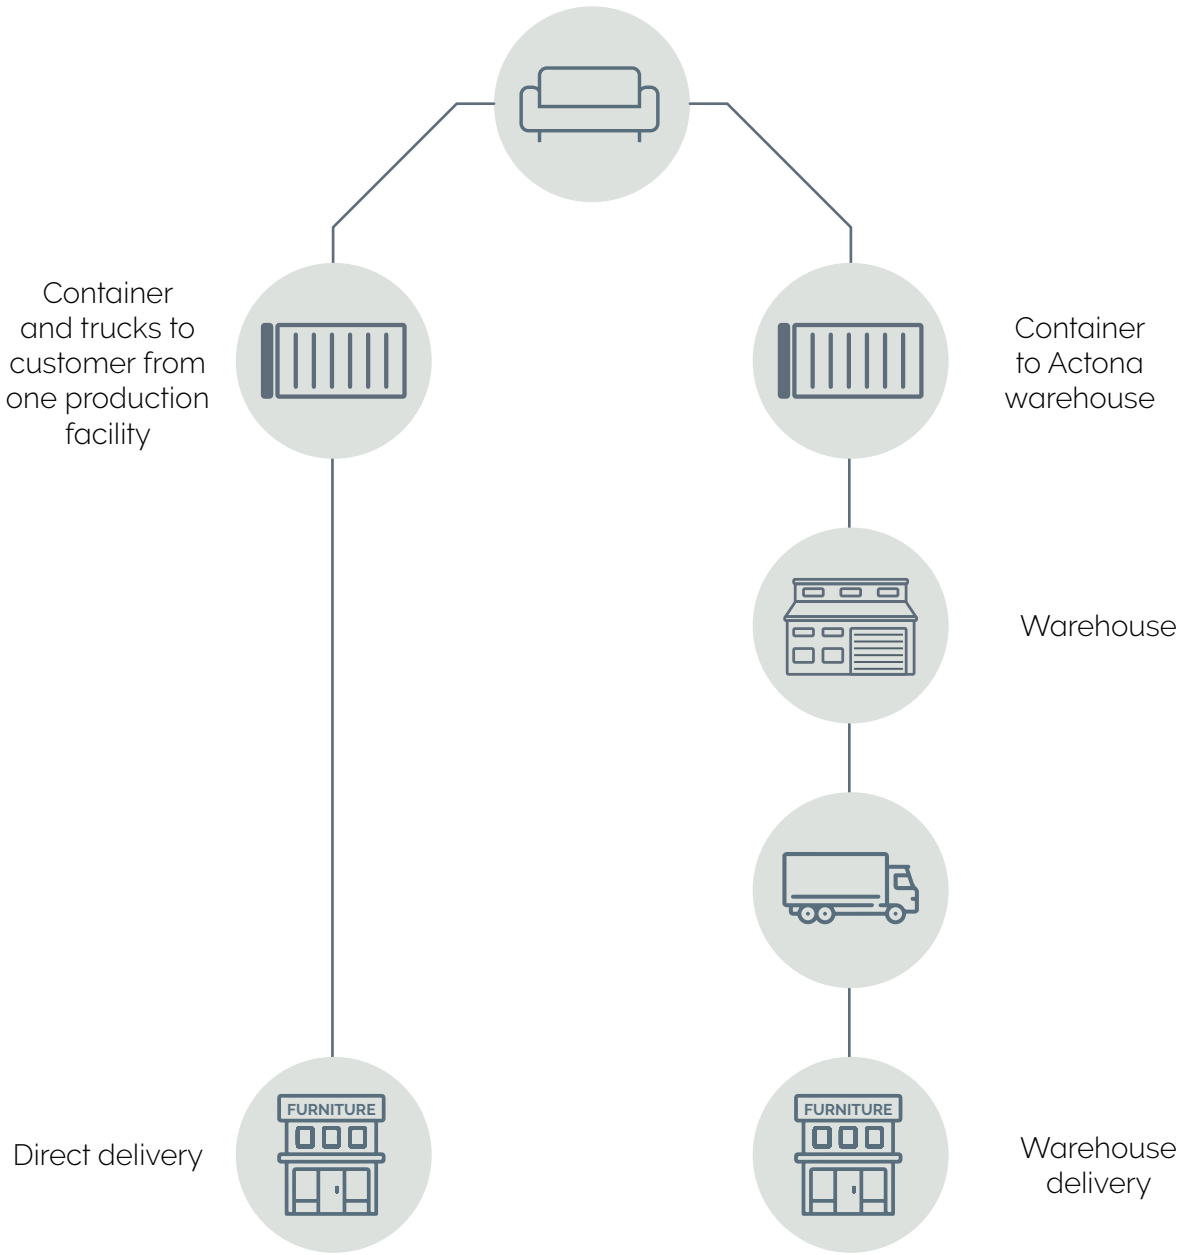 Container
and trucks to
customer from
one production
facility
Container
to Actona
warehouse
Warehouse
FURNITURE
FURNITURE
Direct delivery
Warehouse
delivery